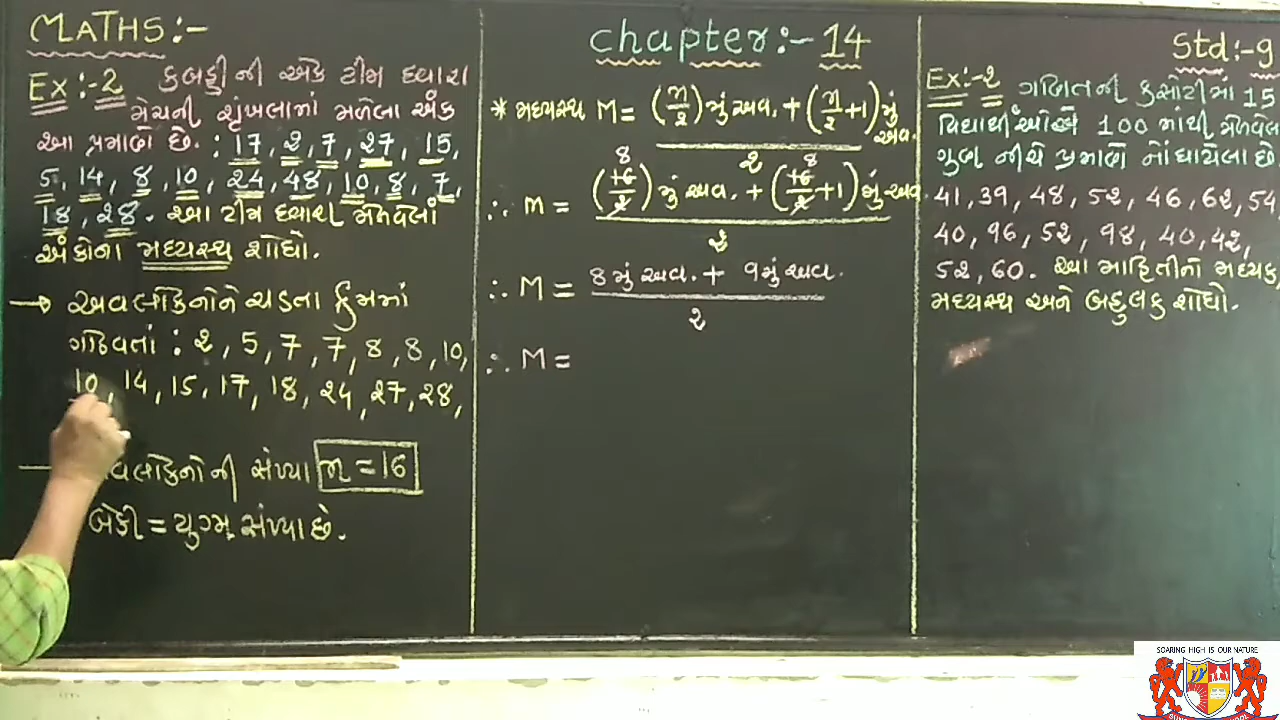 MATHS:-
Ex:-2 કબડ્ડી ની એક ટીમ દ્વારા
મેચની શૃંખલામાં મળેલા અંક
આ પ્રમાણે છે. : 17, 2, 7, 27, 15,
5, 14, 8, 10, 24, 48, 10, 8, 7,
18, 28. આ ટીમ દ્વારા મેળવેલાં
અંકોના મધ્યસ્થ શોધો.
→ અવલોકનોને ચડતા ક્રમમાં
ગોઠવતાં : 2, 5, 7, 7, 8, 8, 10,
10, 14, 15, 17, 18, 24, 27, 28,
વલોકનો ની સંખ્યા n = 16
બેકી = યુગ્મ સંખ્યા છે.
chapter:- 14
* મધ્યસ્થ M = (n/2) મું અવ. + (n/2 + 1) મું અવ.
2
∴ M = (16/2) મું અવ. + (16/2 + 1) મું અવ.
8 8
2
∴ M = 8 મું અવ. + 9 મું અવ.
2
∴ M =
Std:-9
Ex:-2 ગણિતની કસોટીમાં 15
વિદ્યાર્થીઓએ 100 માંથી મેળવેલ
ગુણ નીચે પ્રમાણે નોંધાયેલા છે
41, 39, 48, 52, 46, 62, 54,
40, 96, 52, 98, 40, 42,
52, 60. આ માહિતીનો મધ્યક,
મધ્યસ્થ અને બહુલક શોધો.
SOARING HIGH IS OUR NATURE